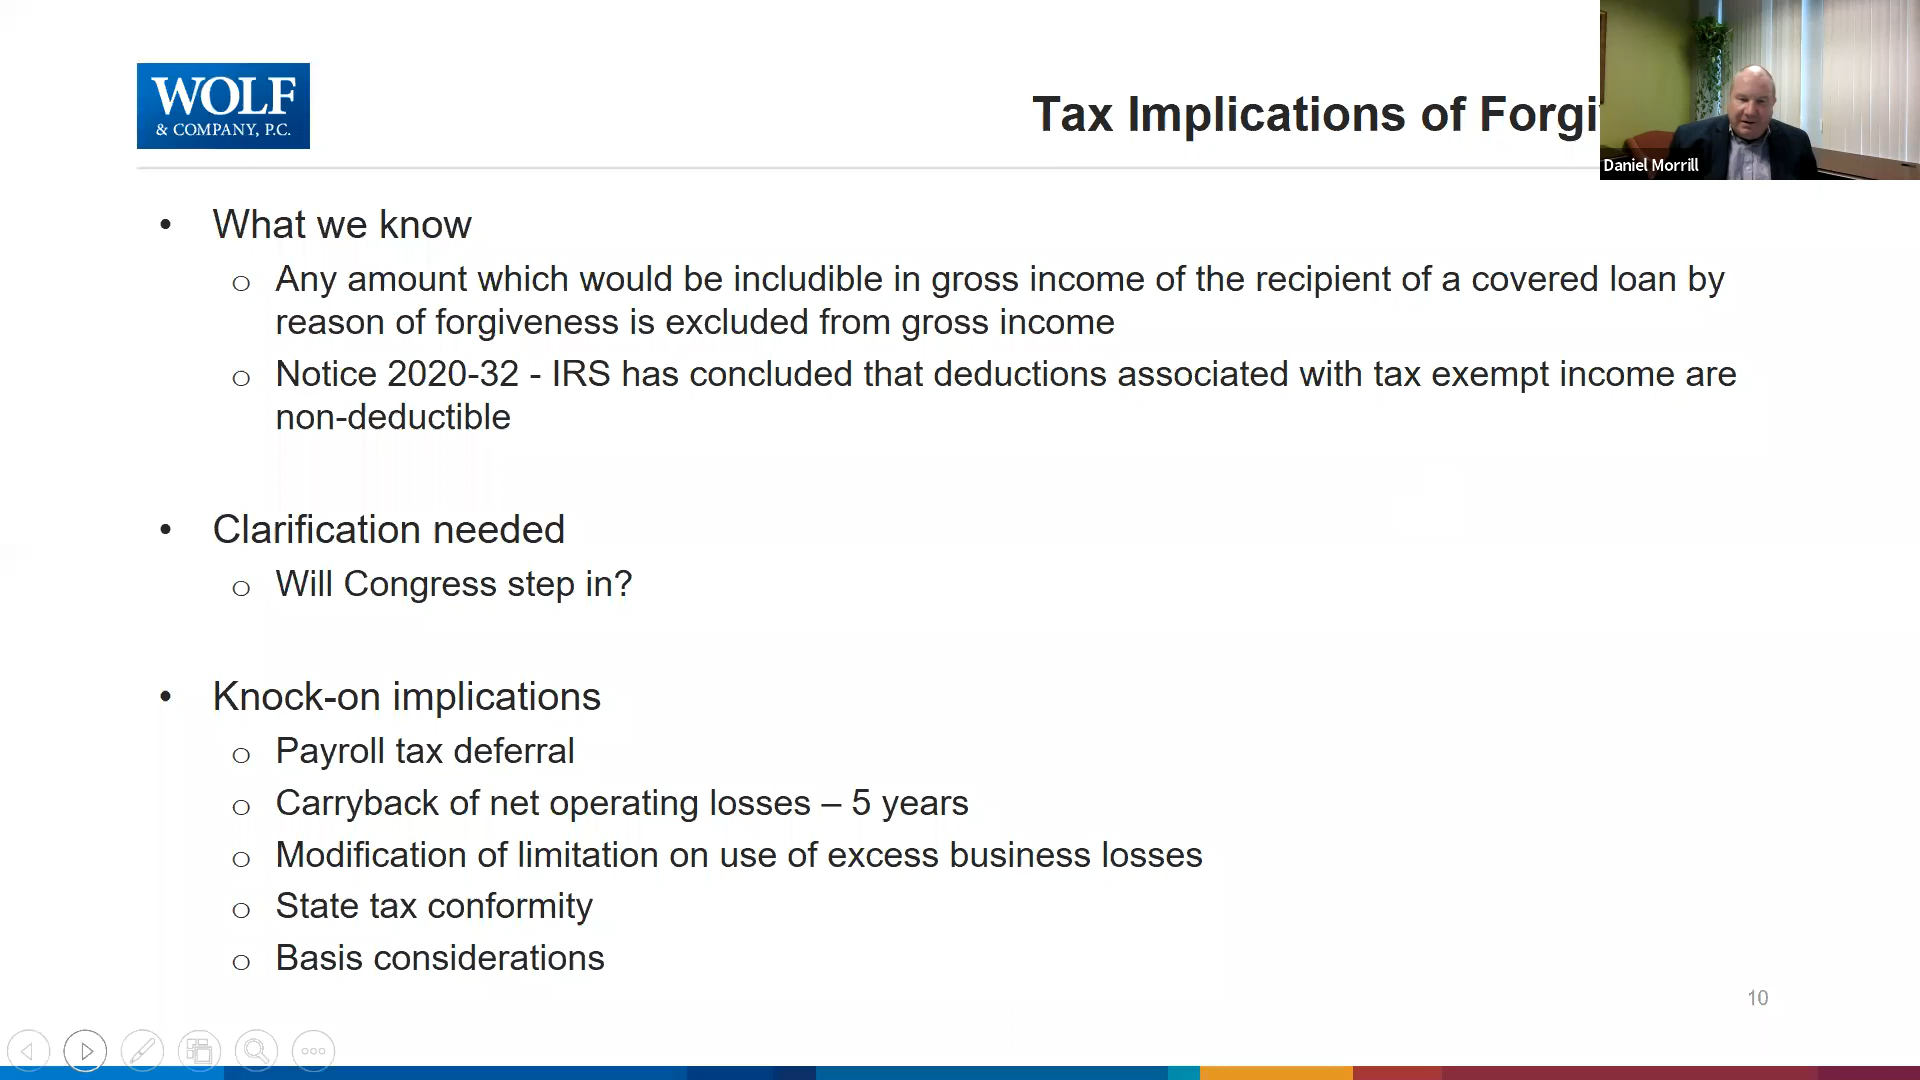 WOLF
& COMPANY, P.C.
Tax Implications of Forgi
Daniel Morrill
• What we know
o Any amount which would be includible in gross income of the recipient of a covered loan by
reason of forgiveness is excluded from gross income
o Notice 2020-32 - IRS has concluded that deductions associated with tax exempt income are
non-deductible
• Clarification needed
o Will Congress step in?
• Knock-on implications
o Payroll tax deferral
o Carryback of net operating losses – 5 years
o Modification of limitation on use of excess business losses
o State tax conformity
o Basis considerations
10